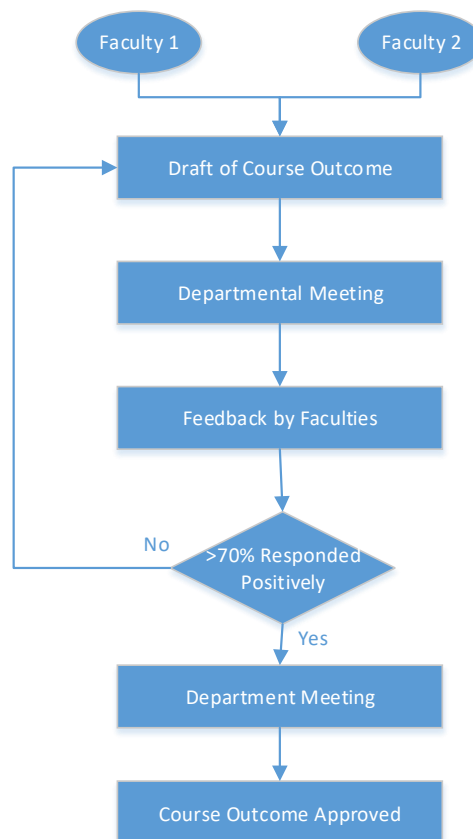 Faculty 1
Faculty 2
Draft of Course Outcome
Departmental Meeting
Feedback by Faculties
No
>70% Responded
Positively
Yes
Department Meeting
Course Outcome Approved